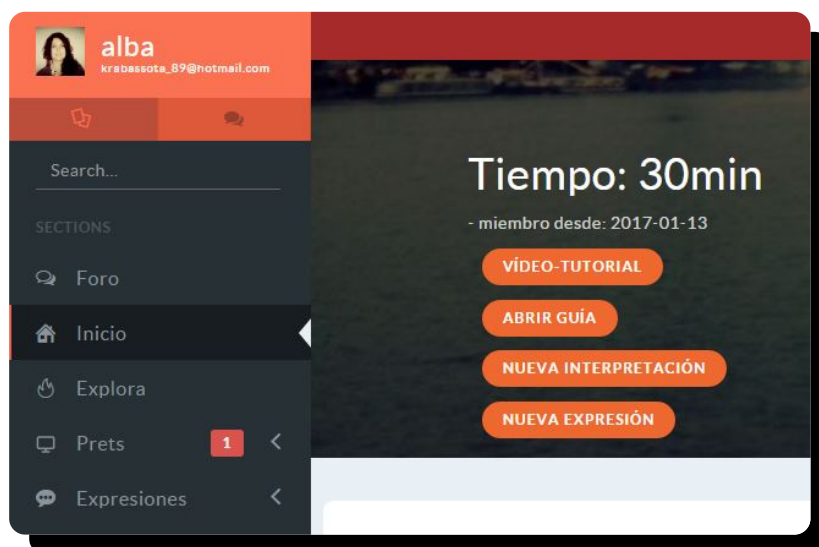 alba
krabassota_89@hotmail.com
Search...
SECTIONS
Foro
Inicio
Explora
Prets 1
Expresiones
Tiempo: 30min
- miembro desde: 2017-01-13
VÍDEO-TUTORIAL
ABRIR GUÍA
NUEVA INTERPRETACIÓN
NUEVA EXPRESIÓN